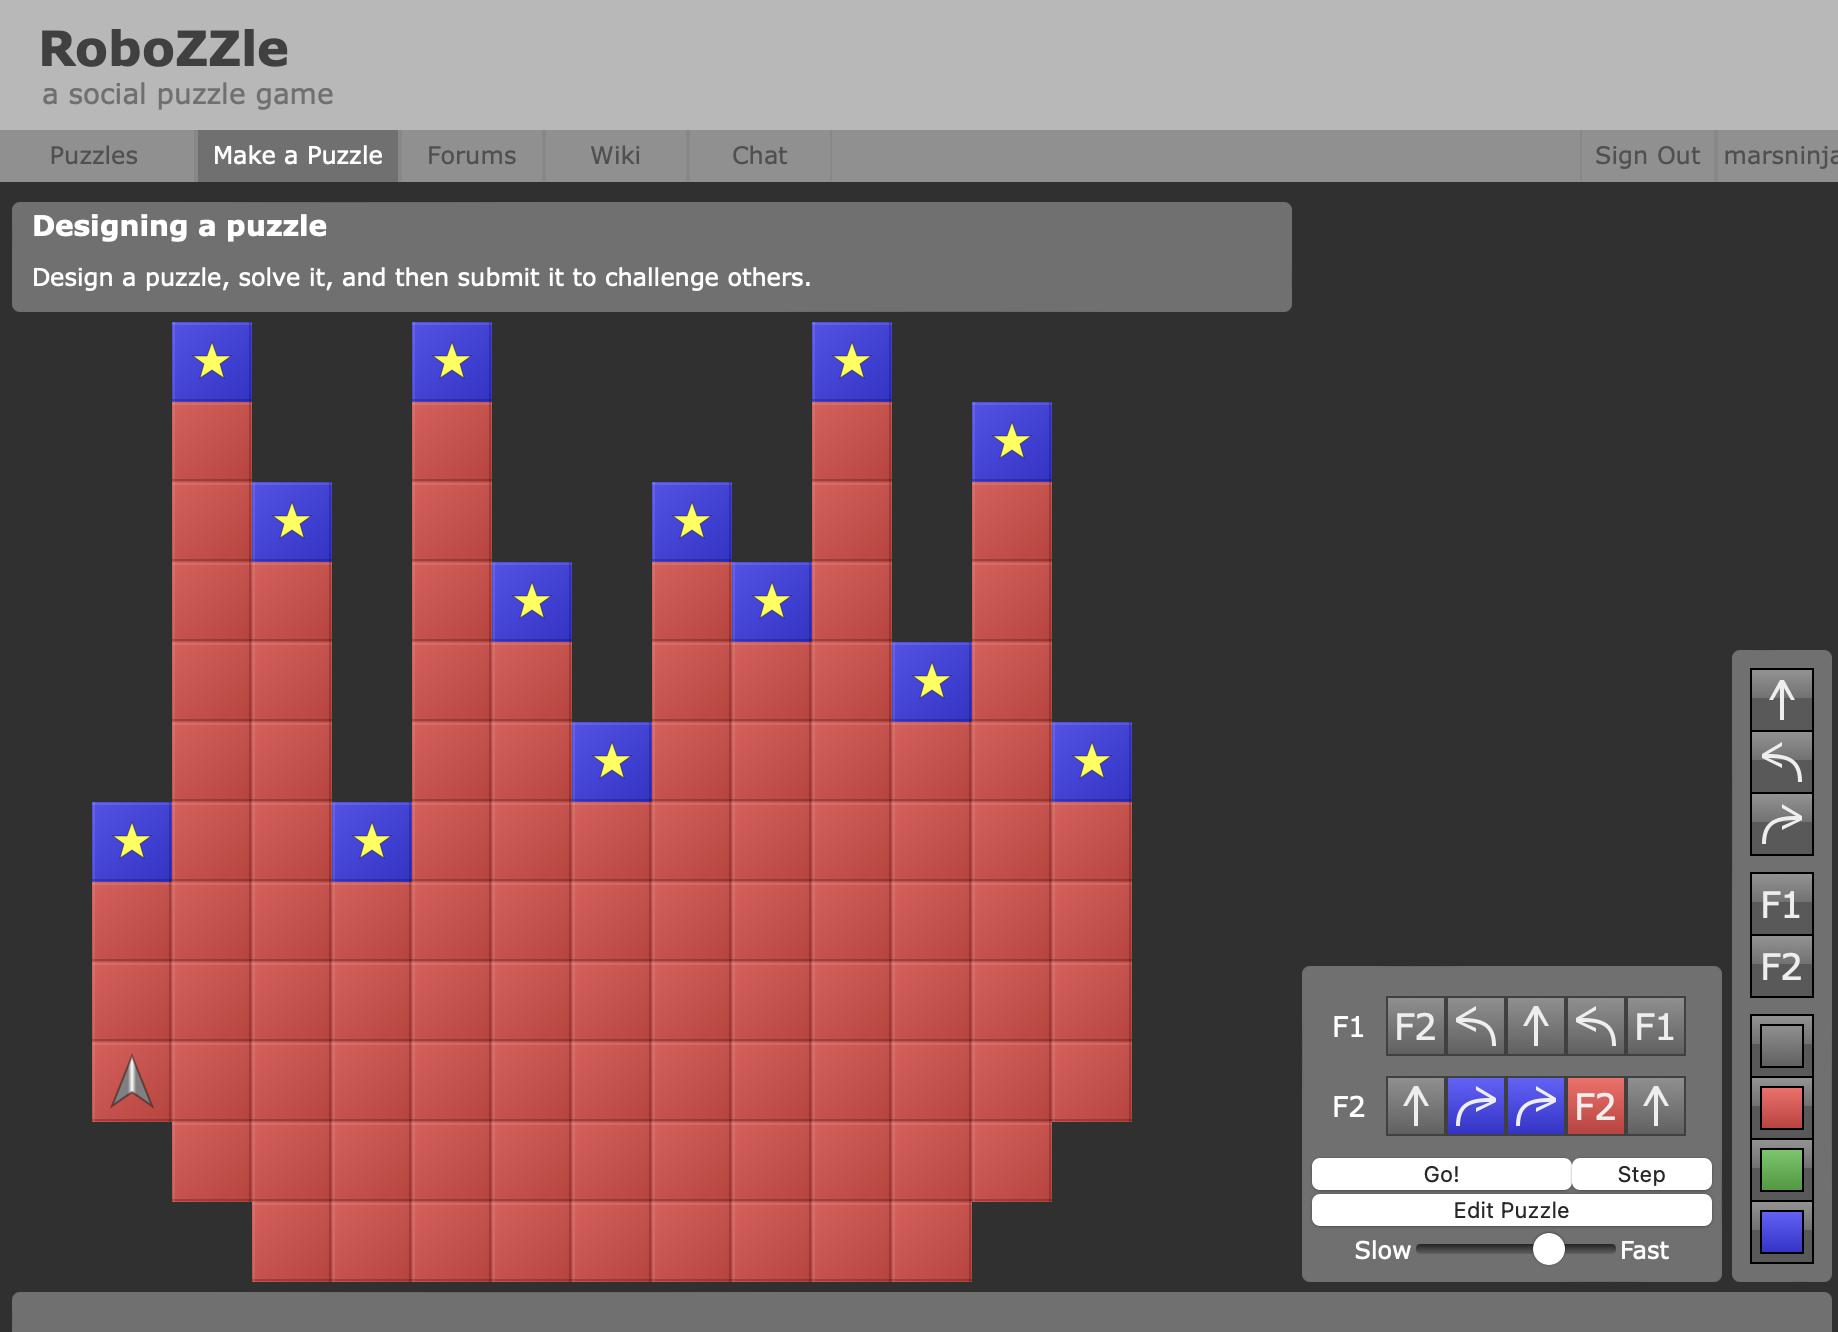 RoboZZle
a social puzzle game
Puzzles Make a Puzzle Forums Wiki Chat Sign Out marsninja
Designing a puzzle
Design a puzzle, solve it, and then submit it to challenge others.
F1
F2
F1 F2 F1
F2 F2
Go! Step
Edit Puzzle
Slow Fast